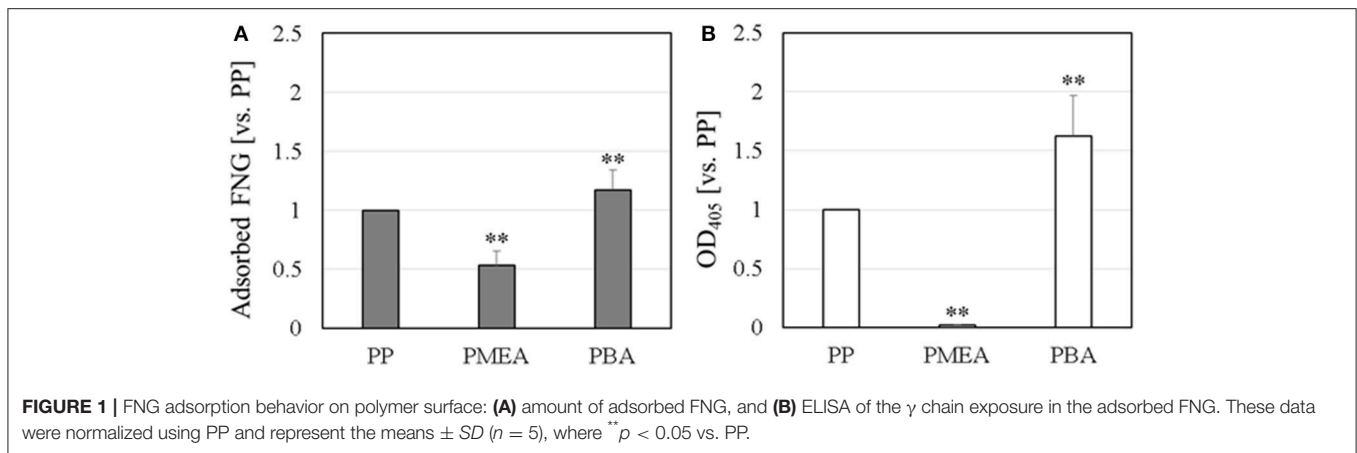 A
Adsorbed FNG [vs. PP]
2.5
2
1.5
1
0.5
0
**
**
PP PMEA PBA
B
OD405 [vs. PP]
2.5
2
1.5
1
0.5
0
**
**
PP PMEA PBA
FIGURE 1 | FNG adsorption behavior on polymer surface: (A) amount of adsorbed FNG, and (B) ELISA of the γ chain exposure in the adsorbed FNG. These data
were normalized using PP and represent the means ± SD (n = 5), where **p < 0.05 vs. PP.